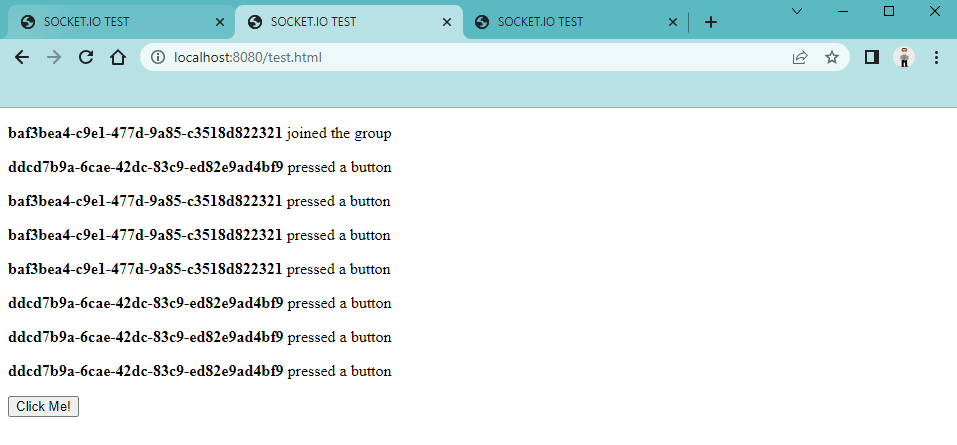 SOCKET.IO TEST
SOCKET.IO TEST
SOCKET.IO TEST
localhost:8080/test.html
baf3bea4-c9e1-477d-9a85-c3518d822321 joined the group
ddcd7b9a-6cae-42dc-83c9-ed82e9ad4bf9 pressed a button
baf3bea4-c9e1-477d-9a85-c3518d822321 pressed a button
baf3bea4-c9e1-477d-9a85-c3518d822321 pressed a button
baf3bea4-c9e1-477d-9a85-c3518d822321 pressed a button
ddcd7b9a-6cae-42dc-83c9-ed82e9ad4bf9 pressed a button
ddcd7b9a-6cae-42dc-83c9-ed82e9ad4bf9 pressed a button
ddcd7b9a-6cae-42dc-83c9-ed82e9ad4bf9 pressed a button
Click Me!